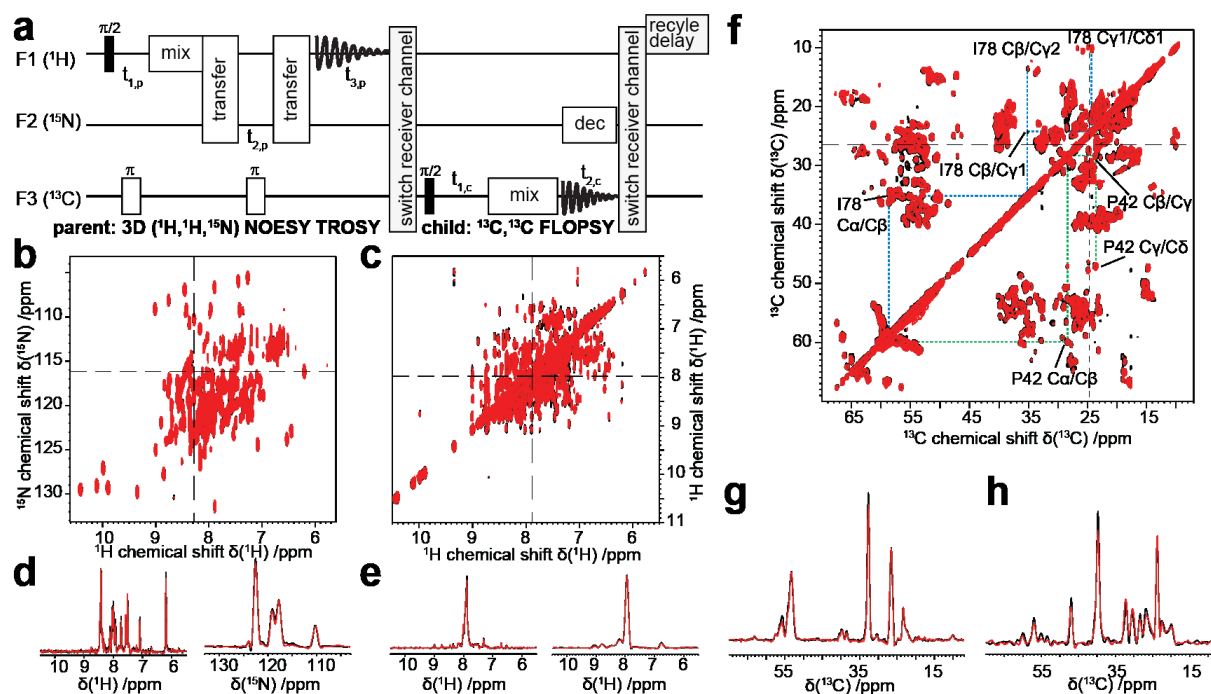 a
F1 (¹H)
π/2
t1,p
mix
transfer
t2,p
transfer
t3,p
switch receiver channel
recyle
delay
F2 (¹⁵N)
dec
F3 (¹³C)
π
π
π/2
t1,c
mix
t2,c
switch receiver channel
parent: 3D (¹H,¹H,¹⁵N) NOESY TROSY
child: ¹³C,¹³C FLOPSY
b
¹⁵N chemical shift δ(¹⁵N) /ppm
110
115
120
125
130
10 9 8 7 6
¹H chemical shift δ(¹H) /ppm
c
6
7
8
9
10
11
¹H chemical shift δ(¹H) /ppm
10 9 8 7 6
¹H chemical shift δ(¹H) /ppm
d
10 9 8 7 6
δ(¹H) /ppm
130 120 110
δ(¹⁵N) /ppm
e
10 9 8 7 6
δ(¹H) /ppm
10 9 8 7 6
δ(¹H) /ppm
f
I78 Cβ/Cγ2
I78 Cγ1/Cδ1
I78 Cβ/Cγ1
I78
Cα/Cβ
P42 Cβ/Cγ
P42 Cγ/Cδ
P42 Cα/Cβ
10
20
30
40
50
60
¹³C chemical shift δ(¹³C) /ppm
65 55 45 35 25 15
¹³C chemical shift δ(¹³C) /ppm
g
55 35 15
δ(¹³C) /ppm
h
55 35 15
δ(¹³C) /ppm